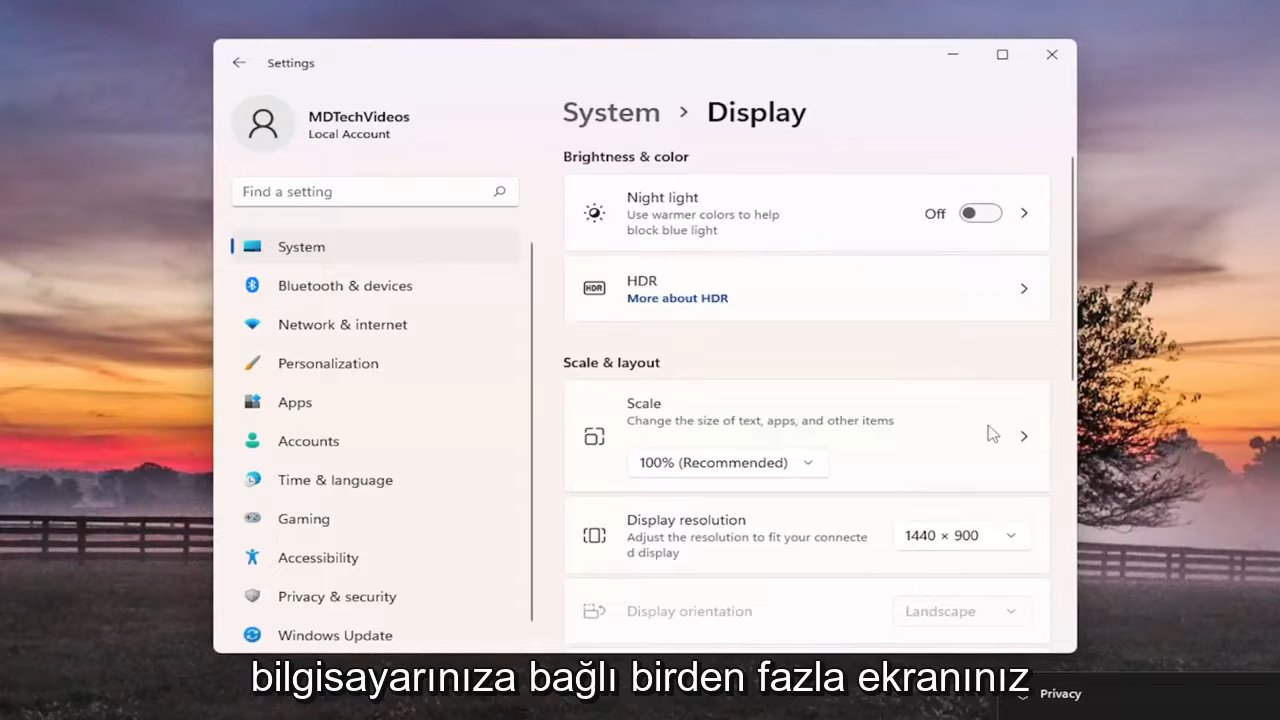 Settings
MDTechVideos
Local Account
Find a setting
System
Bluetooth & devices
Network & internet
Personalization
Apps
Accounts
Time & language
Gaming
Accessibility
Privacy & security
Windows Update
System › Display
Brightness & color
Night light
Use warmer colors to help
block blue light
Off
HDR
HDR
More about HDR
Scale & layout
Scale
Change the size of text, apps, and other items
100% (Recommended)
Display resolution
Adjust the resolution to fit your connecte
d display
1440 × 900
Display orientation
Landscape
bilgisayarınıza bağlı birden fazla ekranınız
Privacy